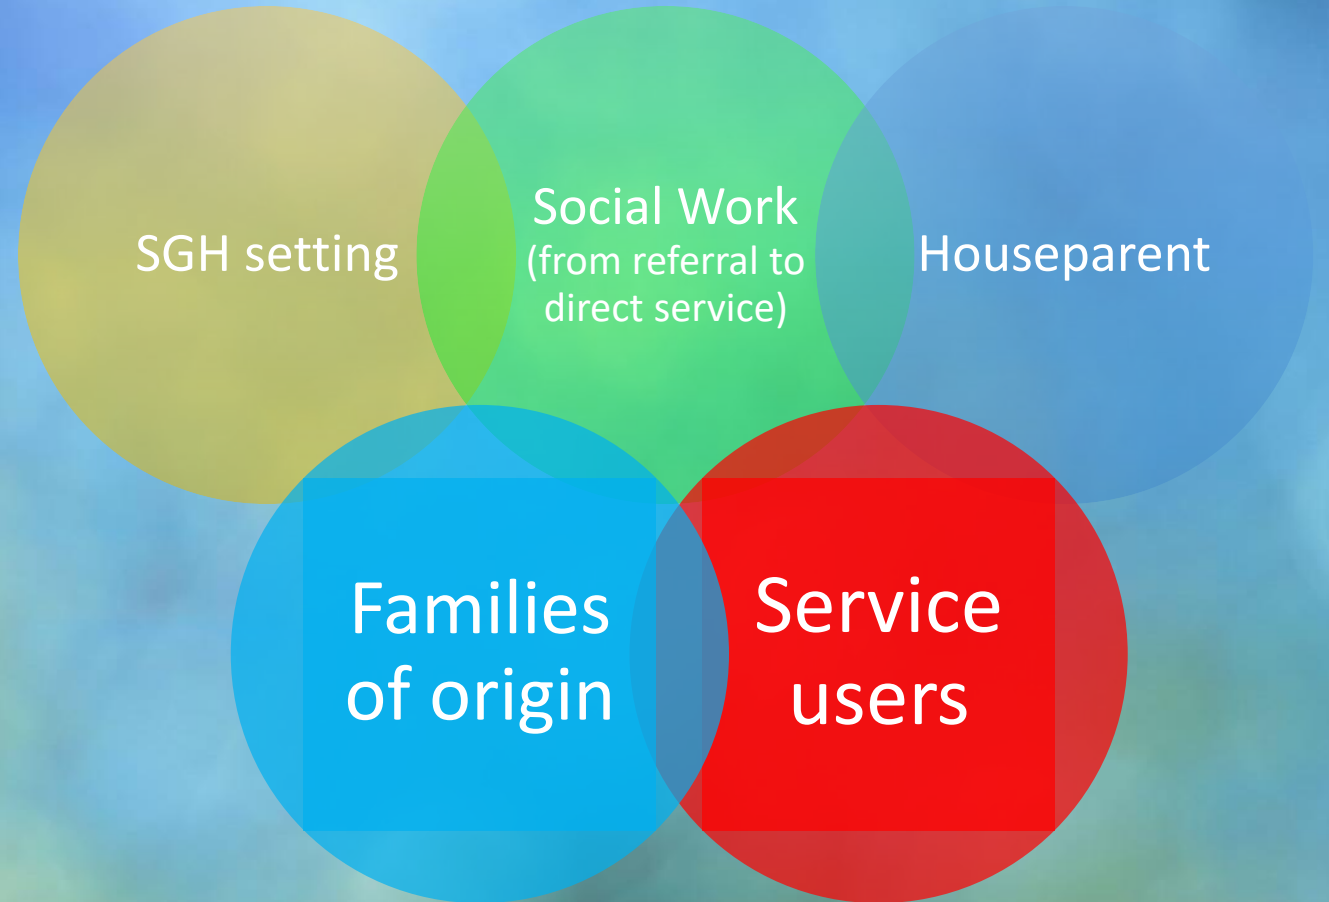 SGH setting
Social Work
(from referral to
direct service)
Houseparent
Families
of origin
Service
users